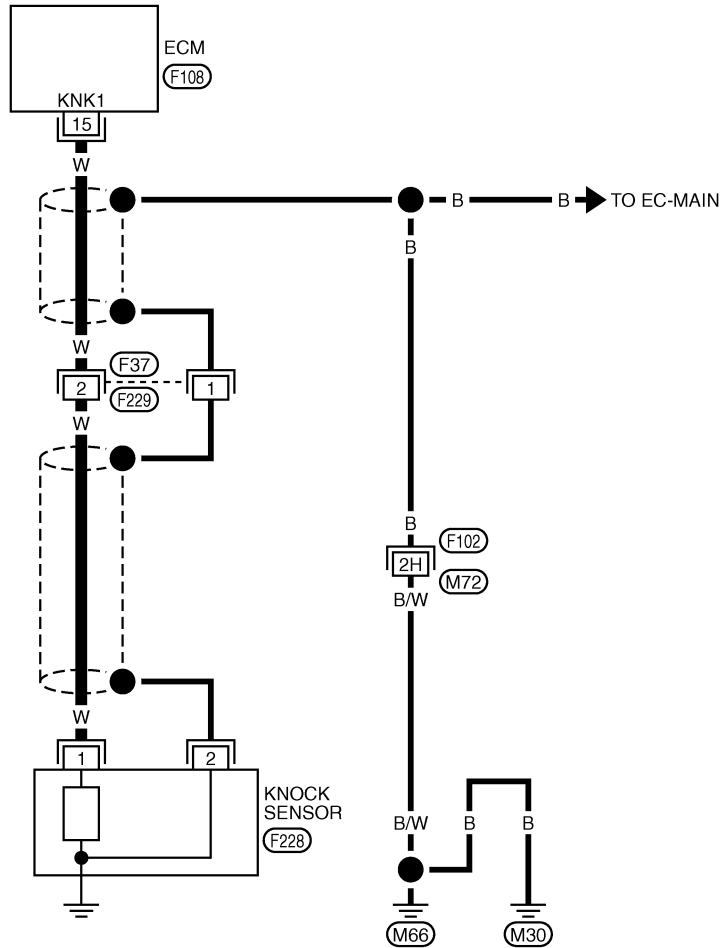 ECM
F108
KNK1
15
W
B
B
TO EC-MAIN
B
W
F37
2
1
F229
W
B
F102
2H
M72
B/W
W
1
2
KNOCK
SENSOR
F228
B/W
B
B
M66
M30